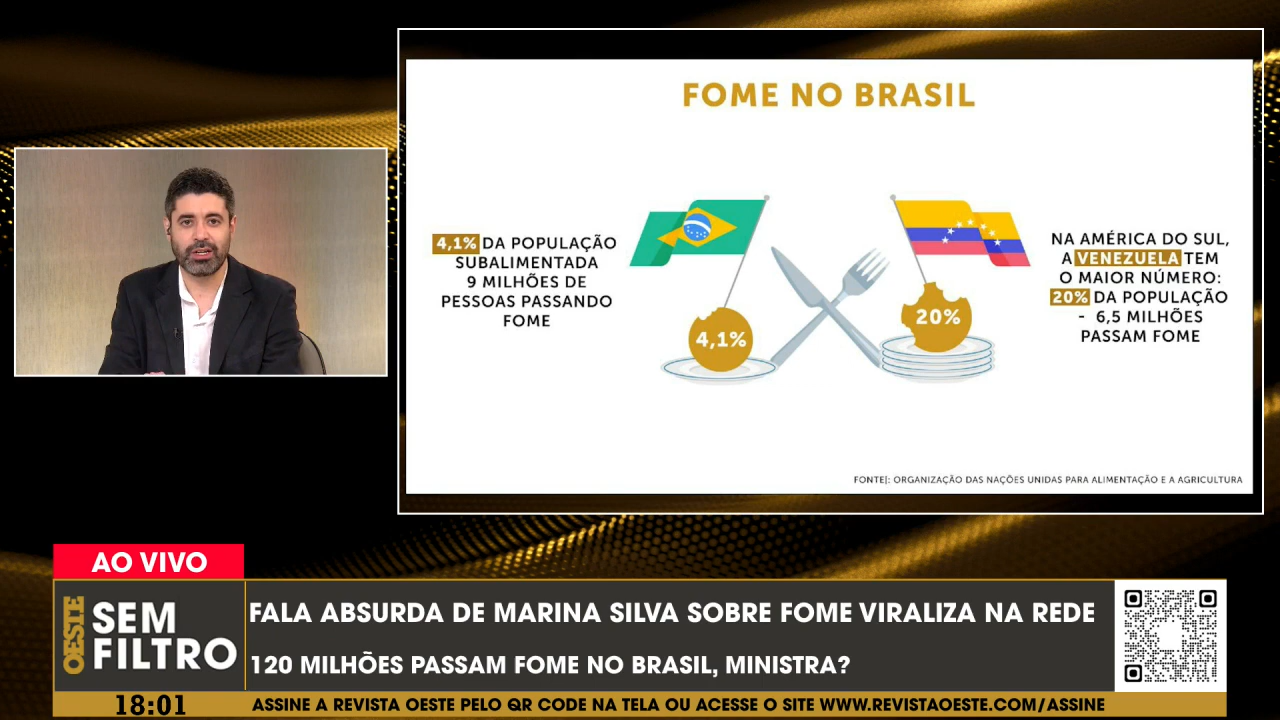 FOME NO BRASIL
4,1% DA POPULAÇÃO
SUBALIMENTADA
9 MILHÕES DE
PESSOAS PASSANDO
FOME
4,1%
20%
NA AMÉRICA DO SUL,
A VENEZUELA TEM
O MAIOR NÚMERO:
20% DA POPULAÇÃO
- 6,5 MILHÕES
PASSAM FOME
FONTE|: ORGANIZAÇÃO DAS NAÇÕES UNIDAS PARA ALIMENTAÇÃO E A AGRICULTURA
AO VIVO
OESTE
SEM
FILTRO
FALA ABSURDA DE MARINA SILVA SOBRE FOME VIRALIZA NA REDE
120 MILHÕES PASSAM FOME NO BRASIL, MINISTRA?
18:01
ASSINE A REVISTA OESTE PELO QR CODE NA TELA OU ACESSE O SITE WWW.REVISTAOESTE.COM/ASSINE